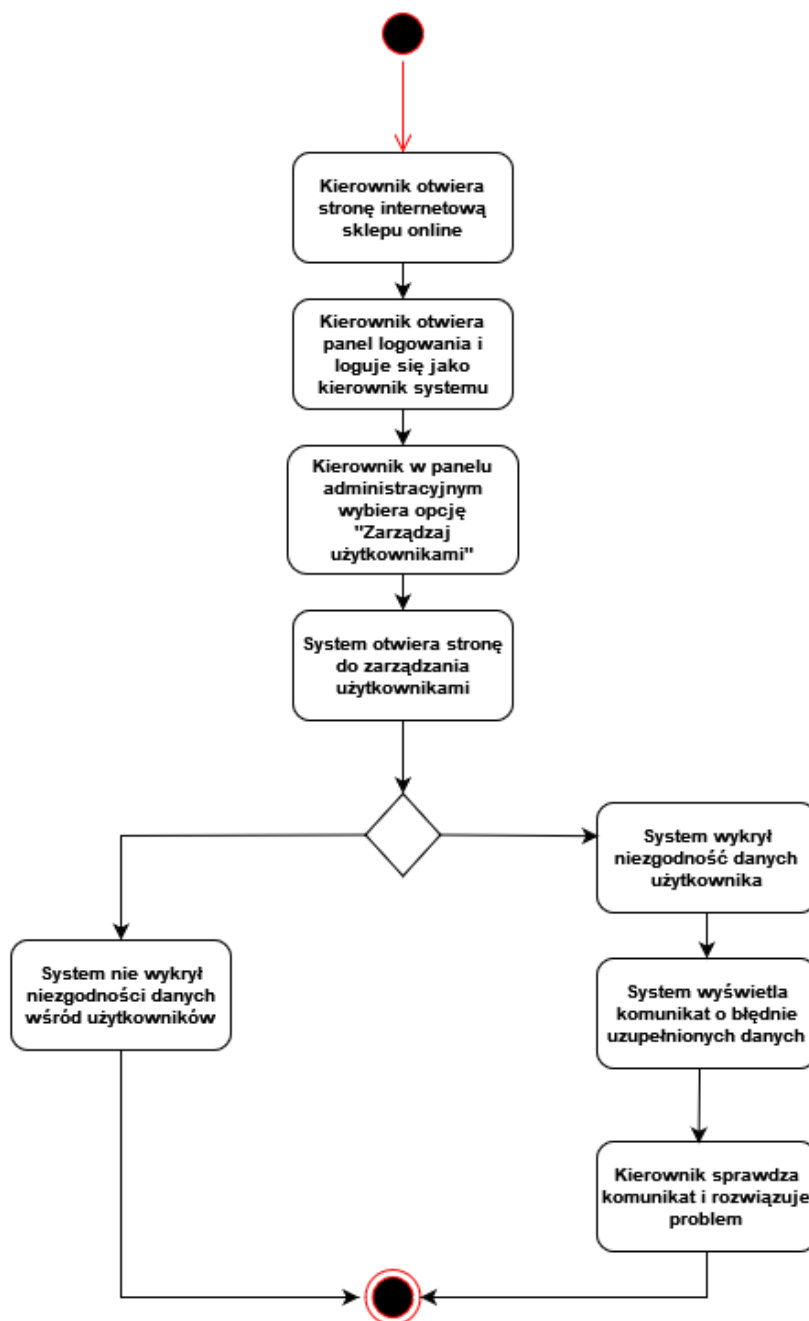 Kierownik otwiera
stronę internetową
sklepu online
Kierownik otwiera
panel logowania i
loguje się jako
kierownik systemu
Kierownik w panelu
administracyjnym
wybiera opcję
"Zarządzaj
użytkownikami"
System otwiera stronę
do zarządzania
użytkownikami
System wykrył
niezgodność danych
użytkownika
System nie wykrył
niezgodności danych
wśród użytkowników
System wyświetla
komunikat o błędnie
uzupełnionych danych
Kierownik sprawdza
komunikat i rozwiązuje
problem